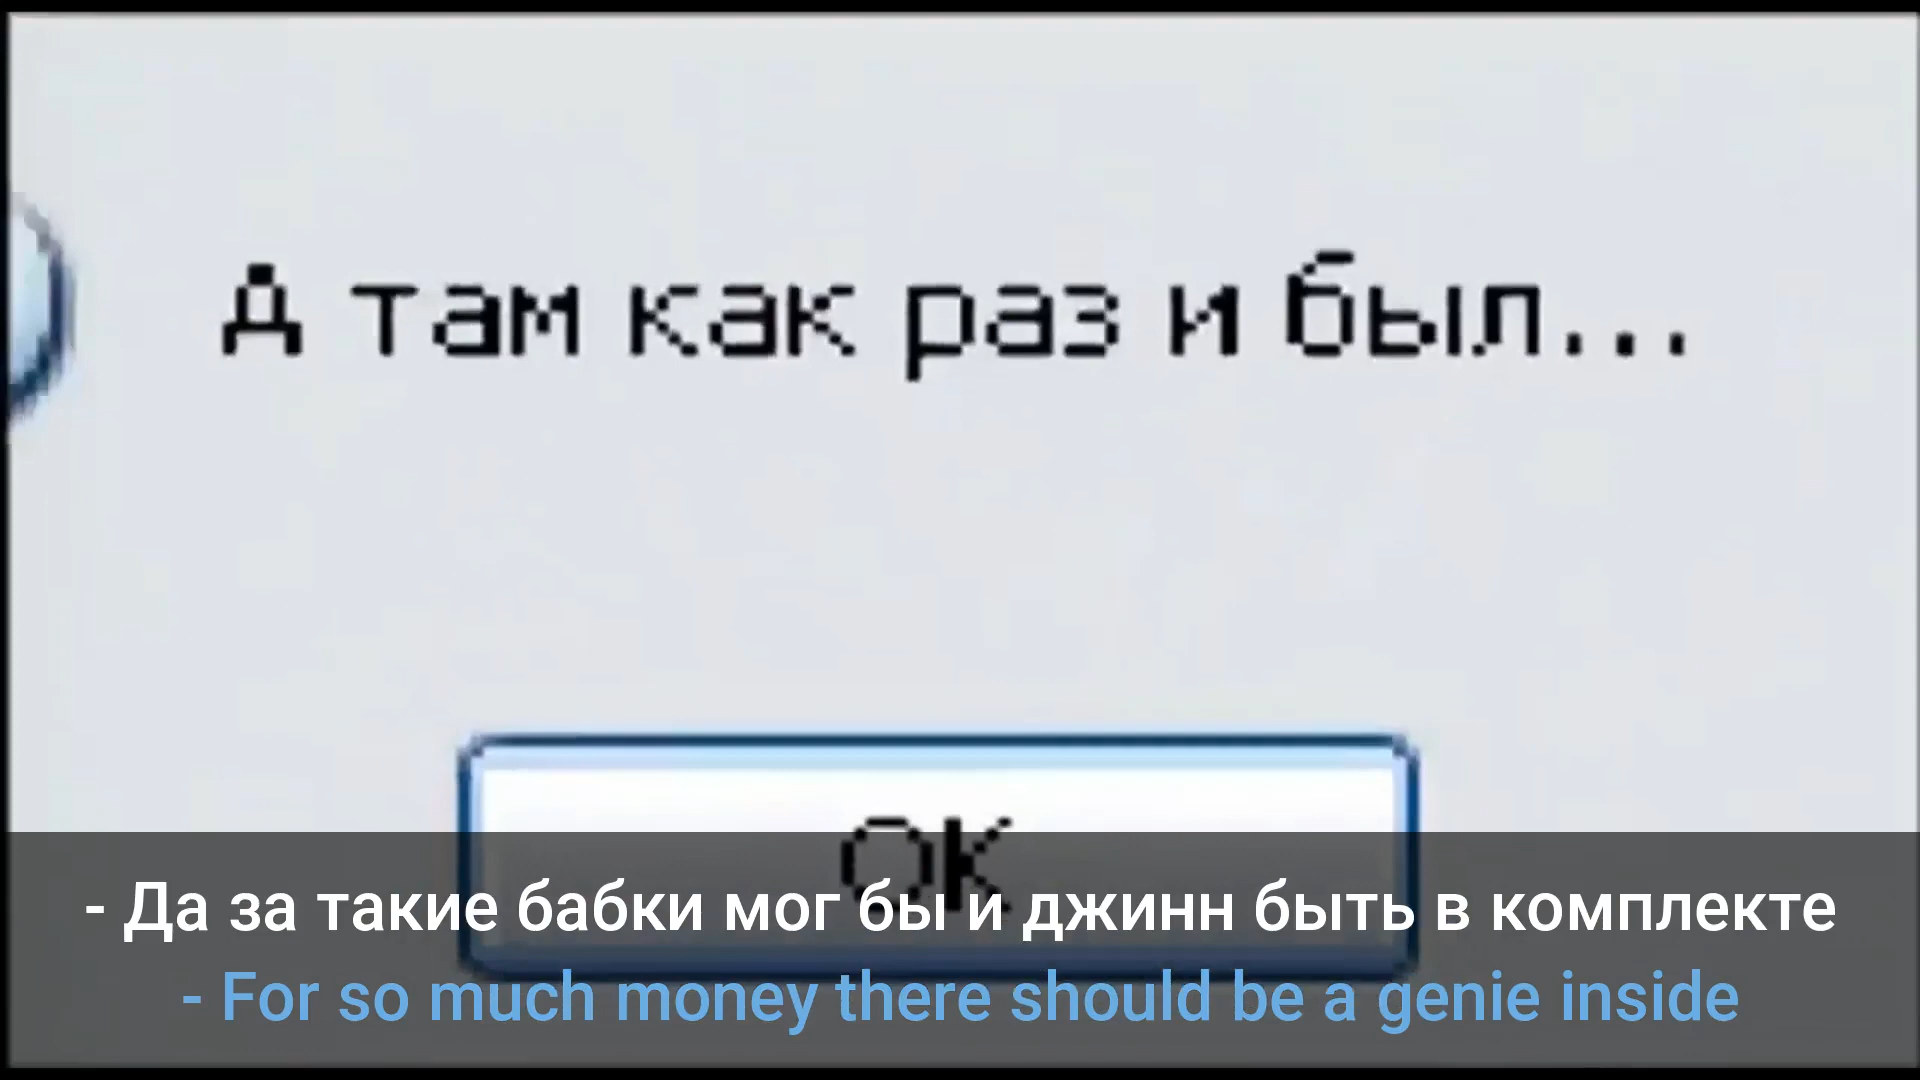 А там как раз и был...
OK
- Да за такие бабки мог бы и джинн быть в комплекте
- For so much money there should be a genie inside